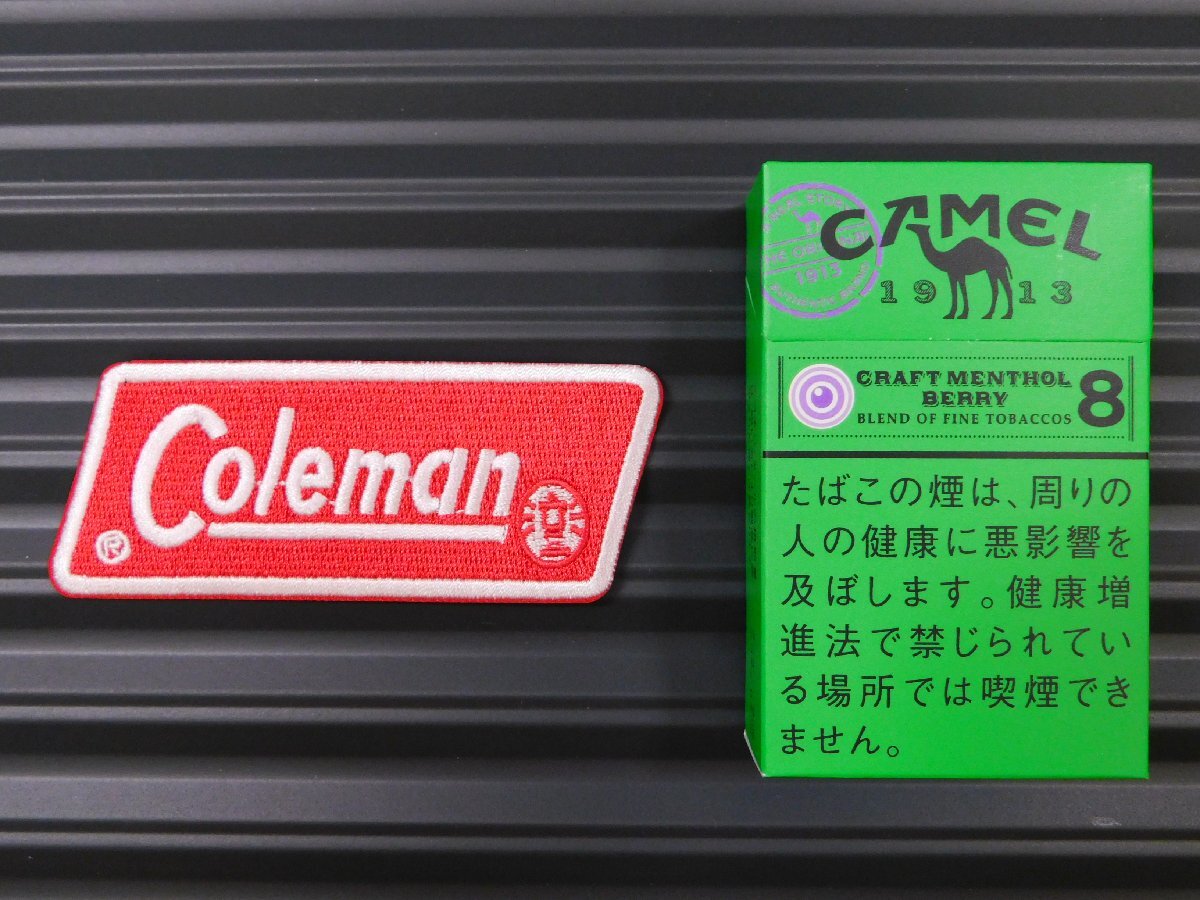 Coleman
®
CAMEL
1913
CRAFT MENTHOL
BERRY
BLEND OF FINE TOBACCOS
8
たばこの煙は、周りの
人の健康に悪影響を
及ぼします。健康増
進法で禁じられてい
る場所では喫煙でき
ません。